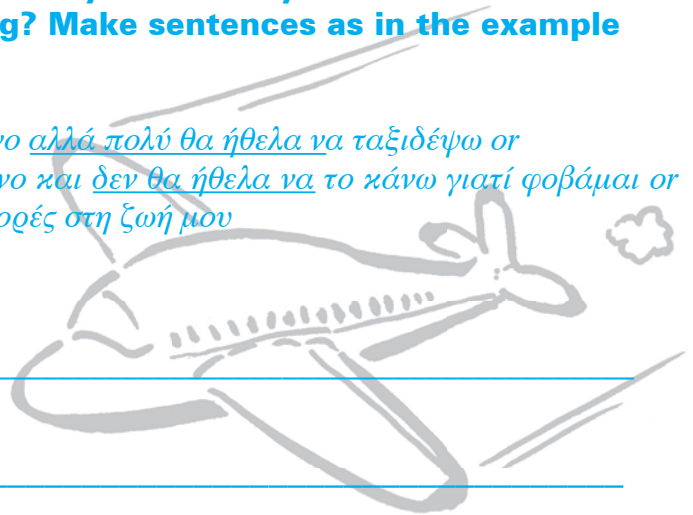 g? Make sentences as in the example
νο αλλά πολύ θα ήθελα να ταξιδέψω or
νο και δεν θα ήθελα να το κάνω γιατί φοβάμαι or
ορές στη ζωή μου